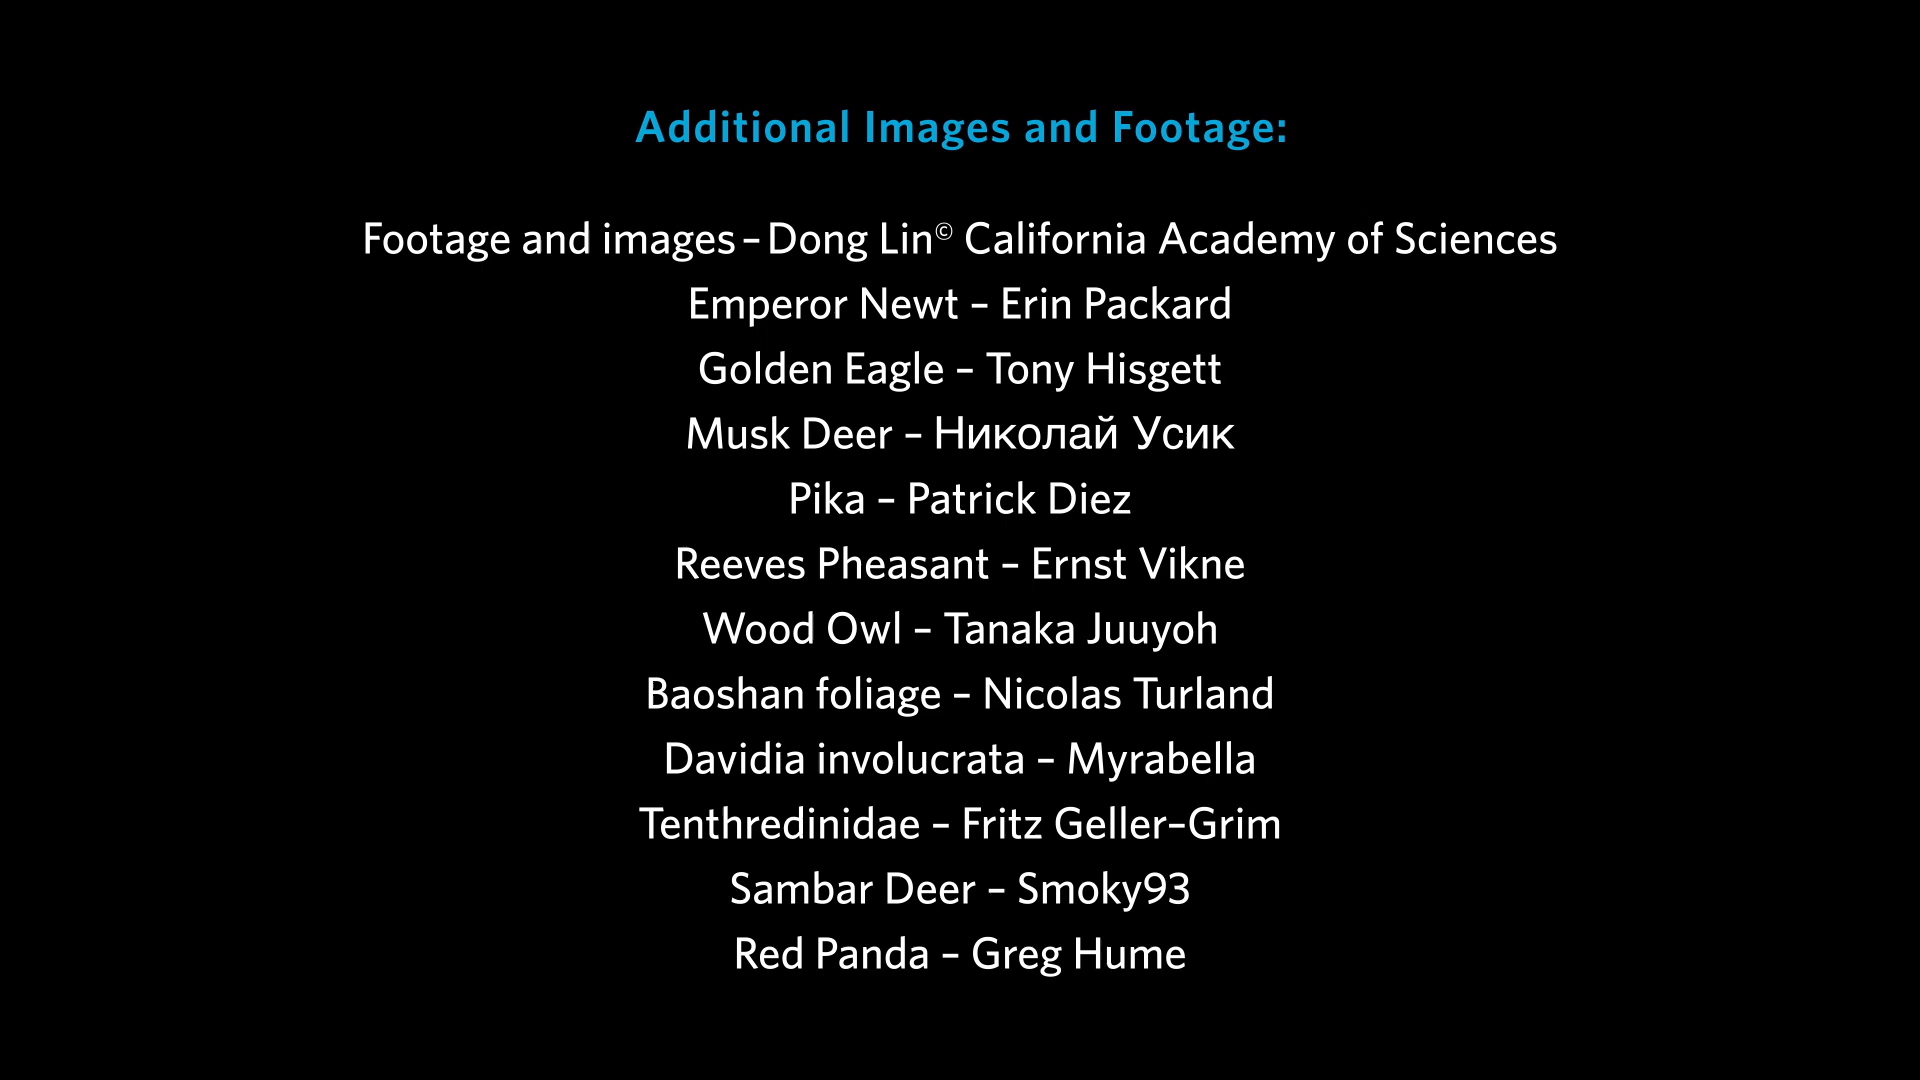 Additional Images and Footage:
Footage and images – Dong Lin© California Academy of Sciences
Emperor Newt – Erin Packard
Golden Eagle – Tony Hisgett
Musk Deer – Николай Усик
Pika – Patrick Diez
Reeves Pheasant – Ernst Vikne
Wood Owl – Tanaka Juuyoh
Baoshan foliage – Nicolas Turland
Davidia involucrata – Myrabella
Tenthredinidae – Fritz Geller–Grim
Sambar Deer – Smoky93
Red Panda – Greg Hume